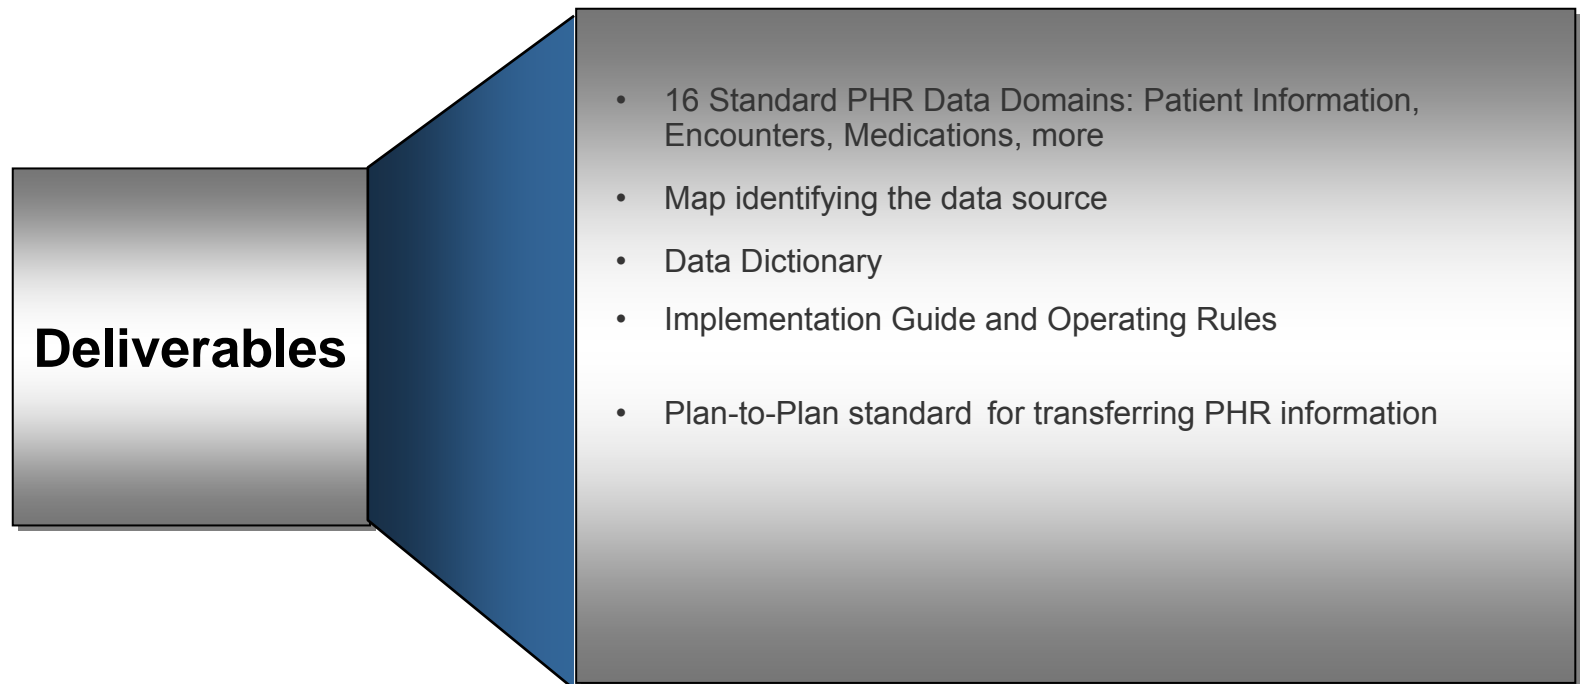 Deliverables
• 16 Standard PHR Data Domains: Patient Information,
Encounters, Medications, more
• Map identifying the data source
• Data Dictionary
• Implementation Guide and Operating Rules
• Plan-to-Plan standard for transferring PHR information